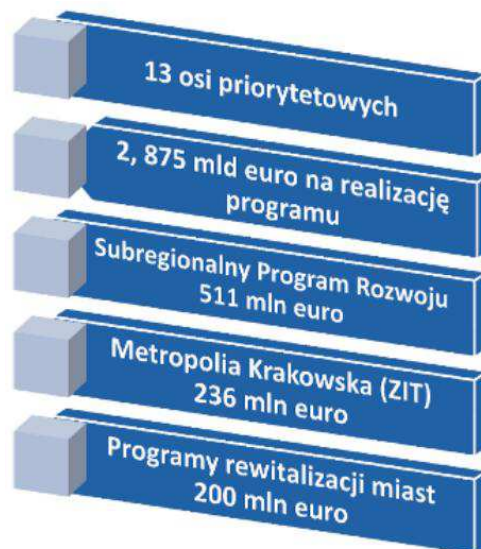 13 osi priorytetowych
2, 875 mld euro na realizację
programu
Subregionalny Program Rozwoju
511 mln euro
Metropolia Krakowska (ZIT)
236 mln euro
Programy rewitalizacji miast
200 mln euro